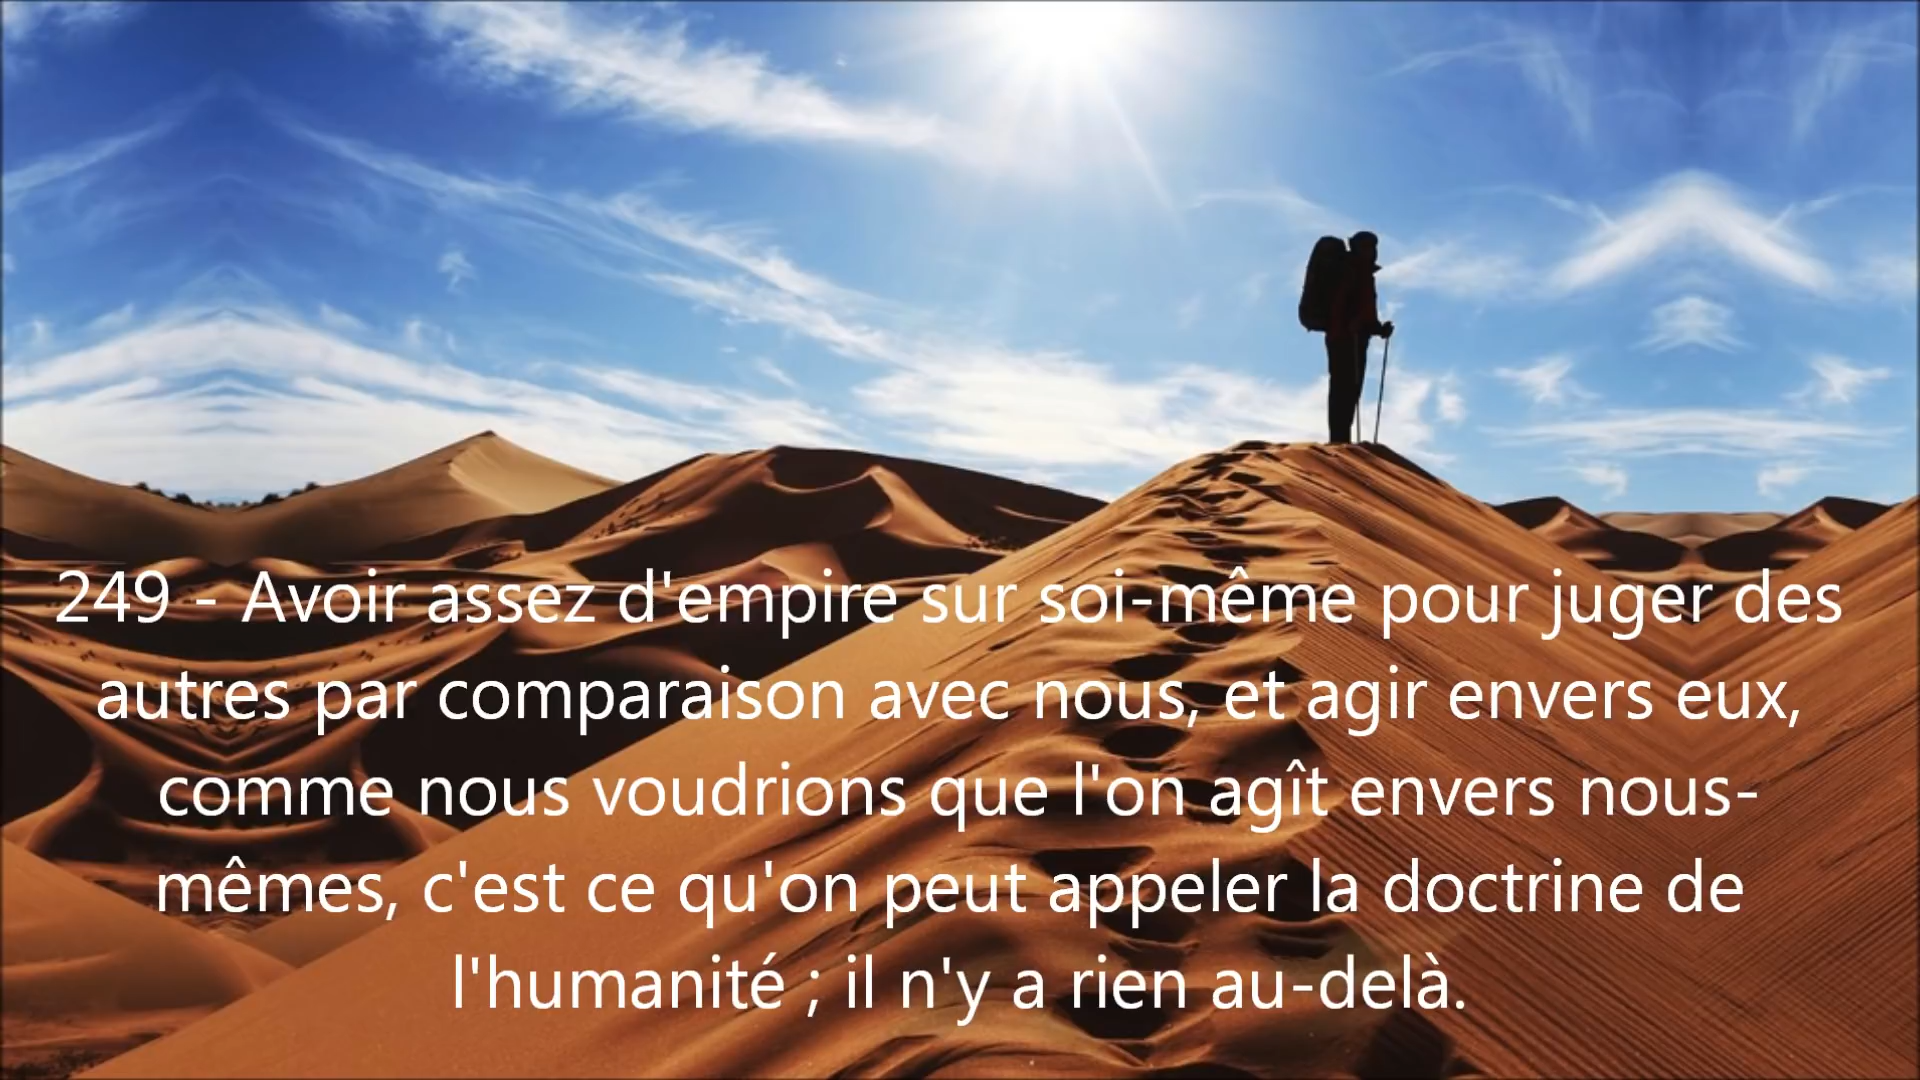 249 - Avoir assez d'empire sur soi-même pour juger des
autres par comparaison avec nous, et agir envers eux,
comme nous voudrions que l'on agît envers nous-
mêmes, c'est ce qu'on peut appeler la doctrine de
l'humanité ; il n'y a rien au-delà.